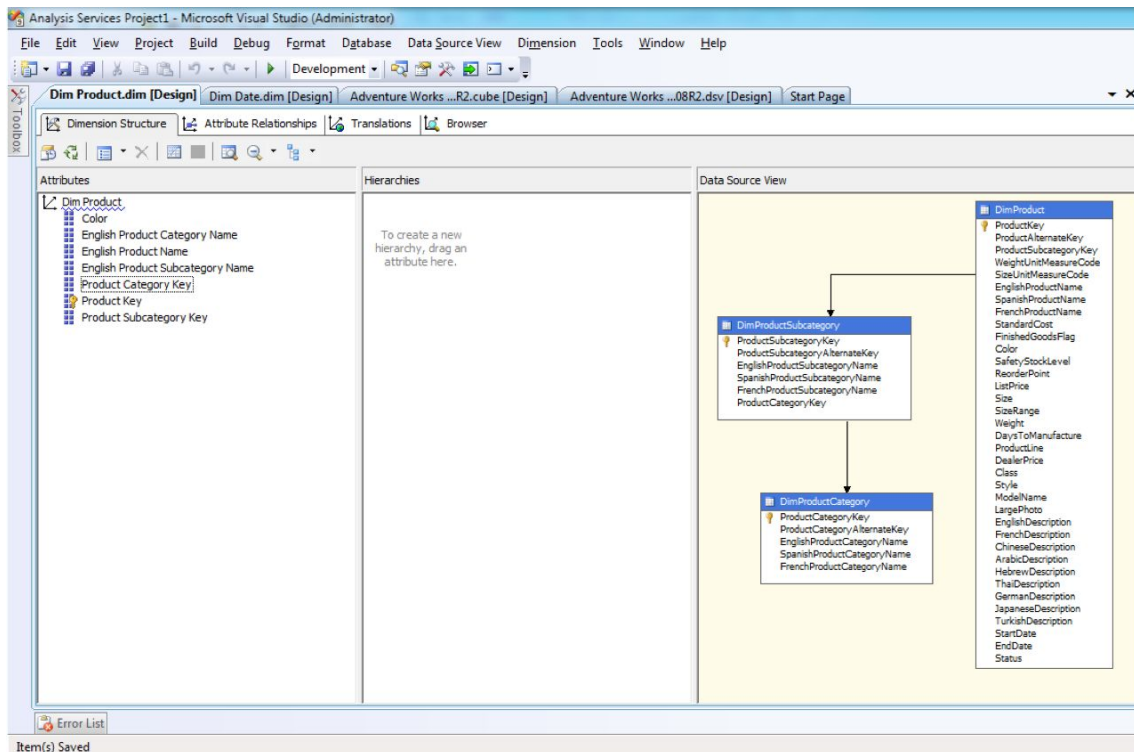 Analysis Services Project1 - Microsoft Visual Studio (Administrator)
File Edit View Project Build Debug Format Database Data Source View Dimension Tools Window Help
Development
Toolbox
Dim Product.dim [Design] Dim Date.dim [Design] Adventure Works ...R2.cube [Design] Adventure Works ...08R2.dsv [Design] Start Page
Dimension Structure Attribute Relationships Translations Browser
Attributes
Dim Product
Color
English Product Category Name
English Product Name
English Product Subcategory Name
Product Category Key
Product Key
Product Subcategory Key
Hierarchies
To create a new
hierarchy, drag an
attribute here.
Data Source View
DimProductSubcategory
ProductSubcategoryKey
ProductSubcategoryAlternateKey
EnglishProductSubcategoryName
SpanishProductSubcategoryName
FrenchProductSubcategoryName
ProductCategoryKey
DimProductCategory
ProductCategoryKey
ProductCategoryAlternateKey
EnglishProductCategoryName
SpanishProductCategoryName
FrenchProductCategoryName
DimProduct
ProductKey
ProductAlternateKey
ProductSubcategoryKey
WeightUnitMeasureCode
SizeUnitMeasureCode
EnglishProductName
SpanishProductName
FrenchProductName
StandardCost
FinishedGoodsFlag
Color
SafetyStockLevel
ReorderPoint
ListPrice
Size
SizeRange
Weight
DaysToManufacture
ProductLine
DealerPrice
Class
Style
ModelName
LargePhoto
EnglishDescription
FrenchDescription
ChineseDescription
ArabicDescription
HebrewDescription
ThaiDescription
GermanDescription
JapaneseDescription
TurkishDescription
StartDate
EndDate
Status
Error List
Item(s) Saved